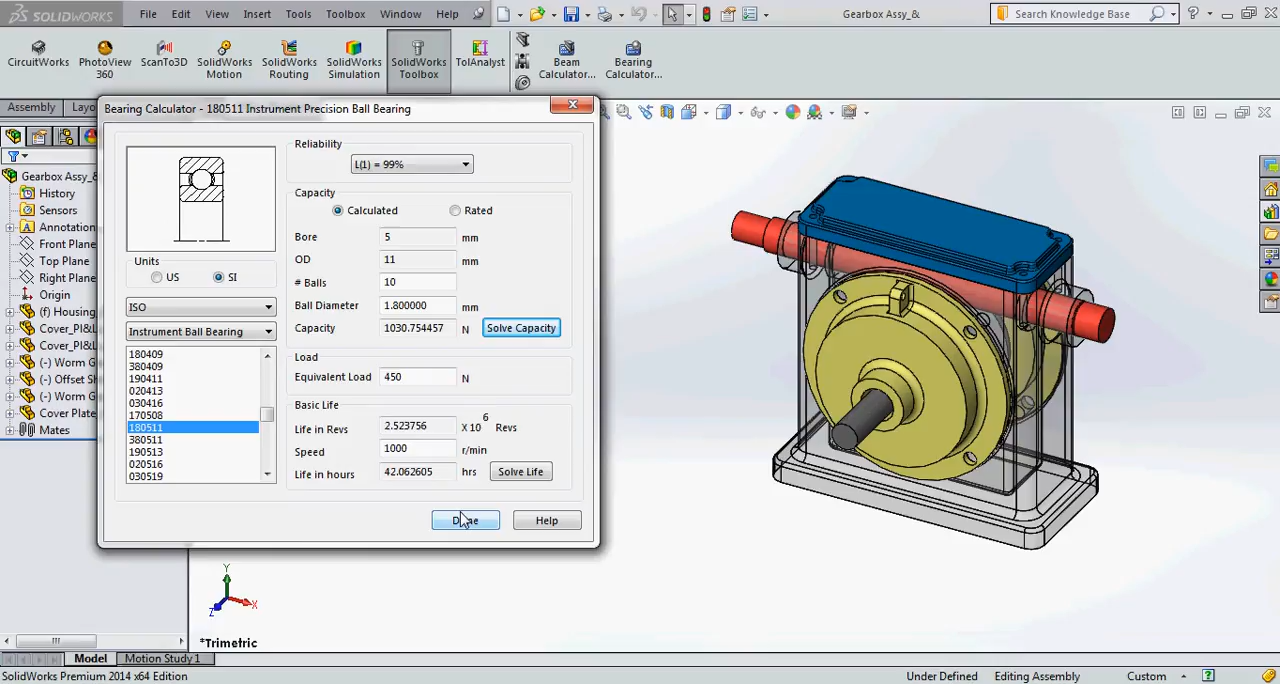 SOLIDWORKS File Edit View Insert Tools Toolbox Window Help Gearbox Assy_& Search Knowledge Base
CircuitWorks PhotoView 360 ScanTo3D SolidWorks Motion SolidWorks Routing SolidWorks Simulation SolidWorks Toolbox TolAnalyst Beam Calculator... Bearing Calculator...
Assembly Layo
Bearing Calculator - 180511 Instrument Precision Ball Bearing
Gearbox Assy_&
History
Sensors
Annotation
Front Plane
Top Plane
Right Plane
Origin
(f) Housing
Cover_PI&L
Cover_PI&L
(-) Worm G
(-) Offset Sh
(-) Worm G
Cover Plate
Mates
Units
US SI
ISO
Instrument Ball Bearing
180409
380409
190411
020413
030416
170508
180511
380511
190513
020516
030519
Reliability
L(1) = 99%
Capacity
Calculated Rated
Bore 5 mm
OD 11 mm
# Balls 10
Ball Diameter 1.800000 mm
Capacity 1030.754457 N Solve Capacity
Load
Equivalent Load 450 N
Basic Life
Life in Revs 2.523756 X 10 6 Revs
Speed 1000 r/min
Life in hours 42.062605 hrs Solve Life
Done Help
Y
X
Z
*Trimetric
Model Motion Study 1
SolidWorks Premium 2014 x64 Edition Under Defined Editing Assembly Custom